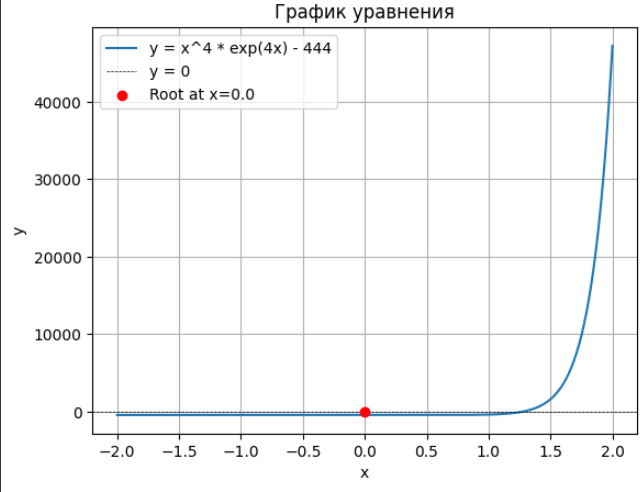 График уравнения
y = x^4 * exp(4x) - 444
y = 0
Root at x=0.0
40000
30000
20000
10000
0
y
−2.0 −1.5 −1.0 −0.5 0.0 0.5 1.0 1.5 2.0
x